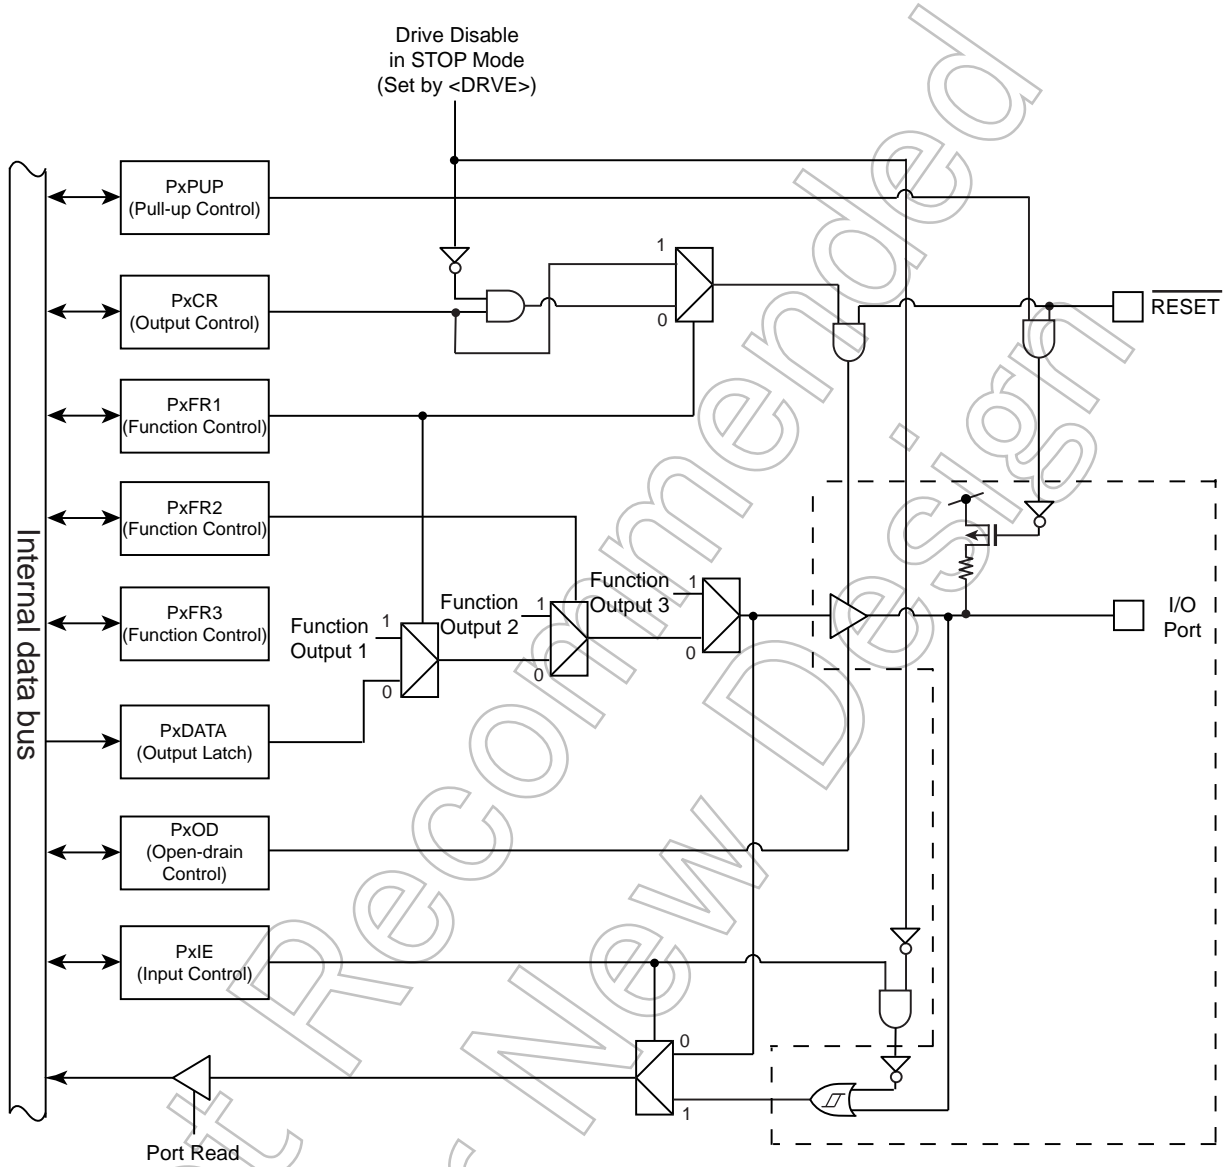 Drive Disable
in STOP Mode
(Set by <DRVE>)
PxPUP
(Pull-up Control)
1
PxCR
(Output Control)
0
RESET
PxFR1
(Function Control)
PxFR2
(Function Control)
Internal data bus
PxFR3
(Function Control)
Function
Output 1
1
0
Function
Output 2
1
0
Function
Output 3
1
0
I/O
Port
PxDATA
(Output Latch)
PxOD
(Open-drain
Control)
PxIE
(Input Control)
0
1
Port Read
Recommended
New Design